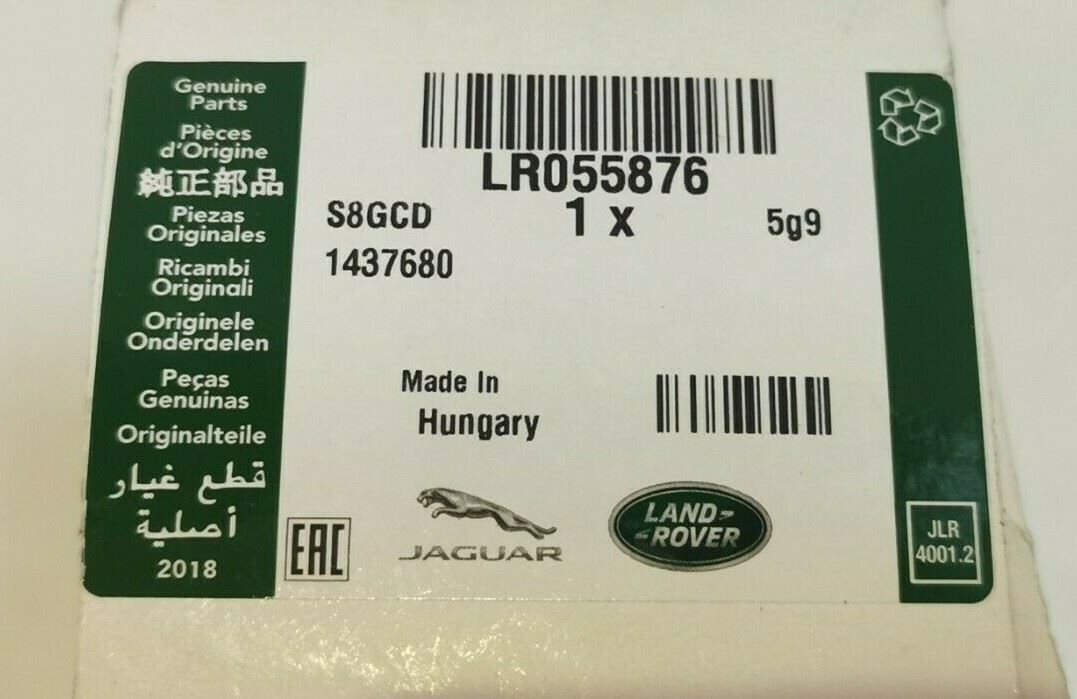 Genuine
Parts
Pièces
d'Origine
純正部品
Piezas
Originales
Ricambi
Originali
Originele
Onderdelen
Peças
Genuinas
Originalteile
قطع غيار
أصلية
2018
LR055876
S8GCD
1 x
5g9
1437680
Made In
Hungary
EAC
JAGUAR
LAND
ROVER
JLR
4001.2